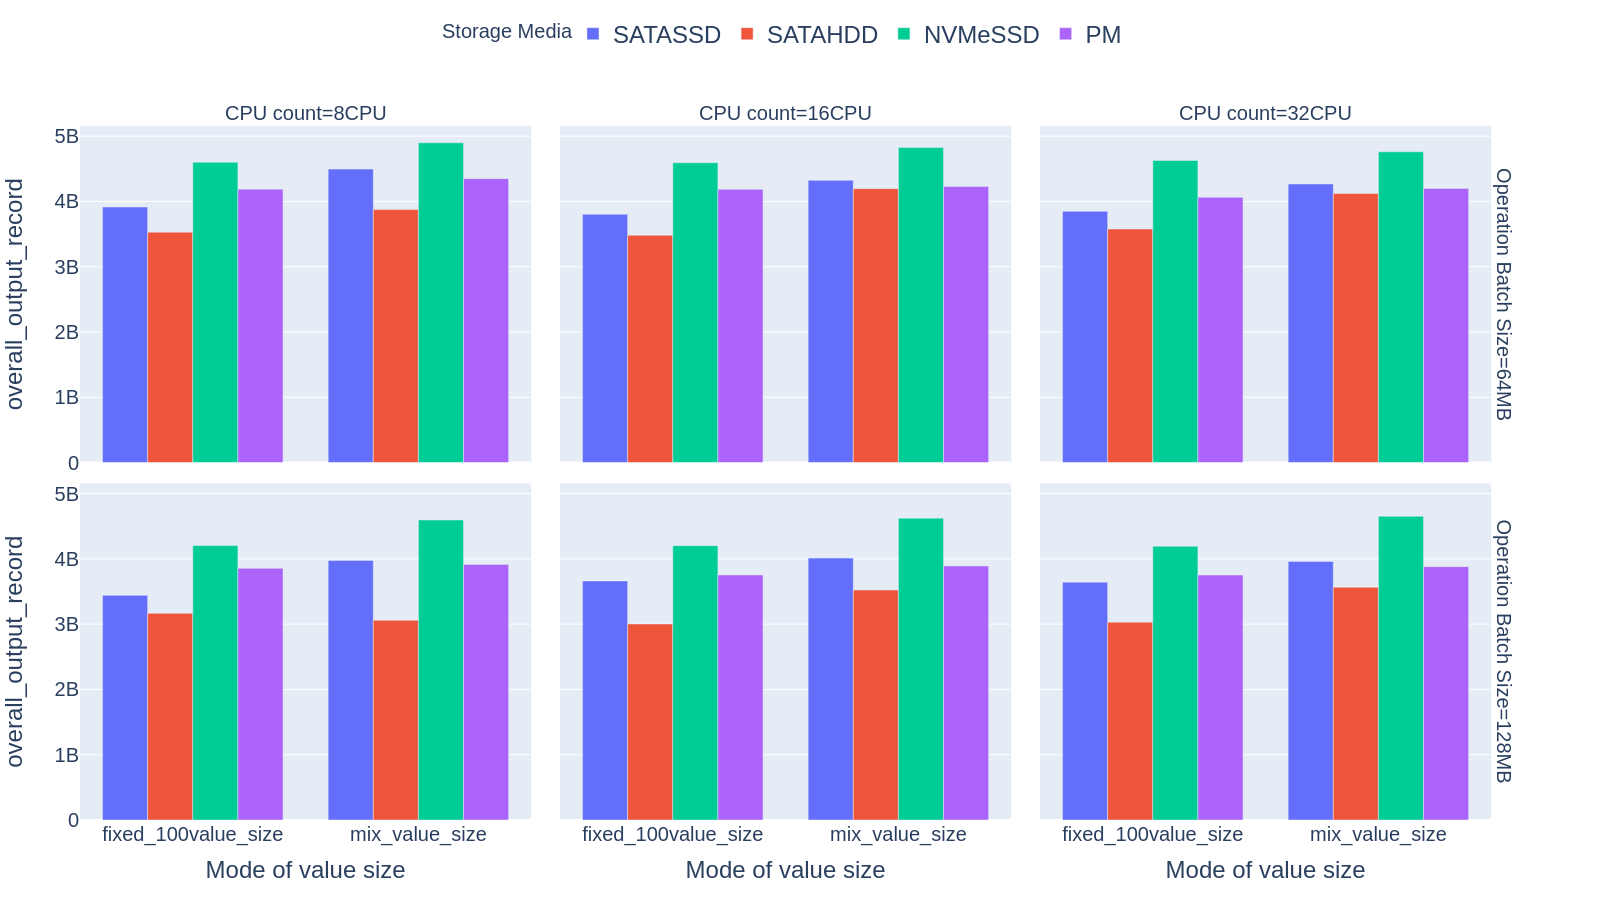 Storage Media SATASSD SATAHDD NVMeSSD PM
CPU count=8CPU CPU count=16CPU CPU count=32CPU
overall_output_record
5B
4B
3B
2B
1B
0
Operation Batch Size=64MB
overall_output_record
5B
4B
3B
2B
1B
0
Operation Batch Size=128MB
fixed_100value_size mix_value_size fixed_100value_size mix_value_size fixed_100value_size mix_value_size
Mode of value size Mode of value size Mode of value size